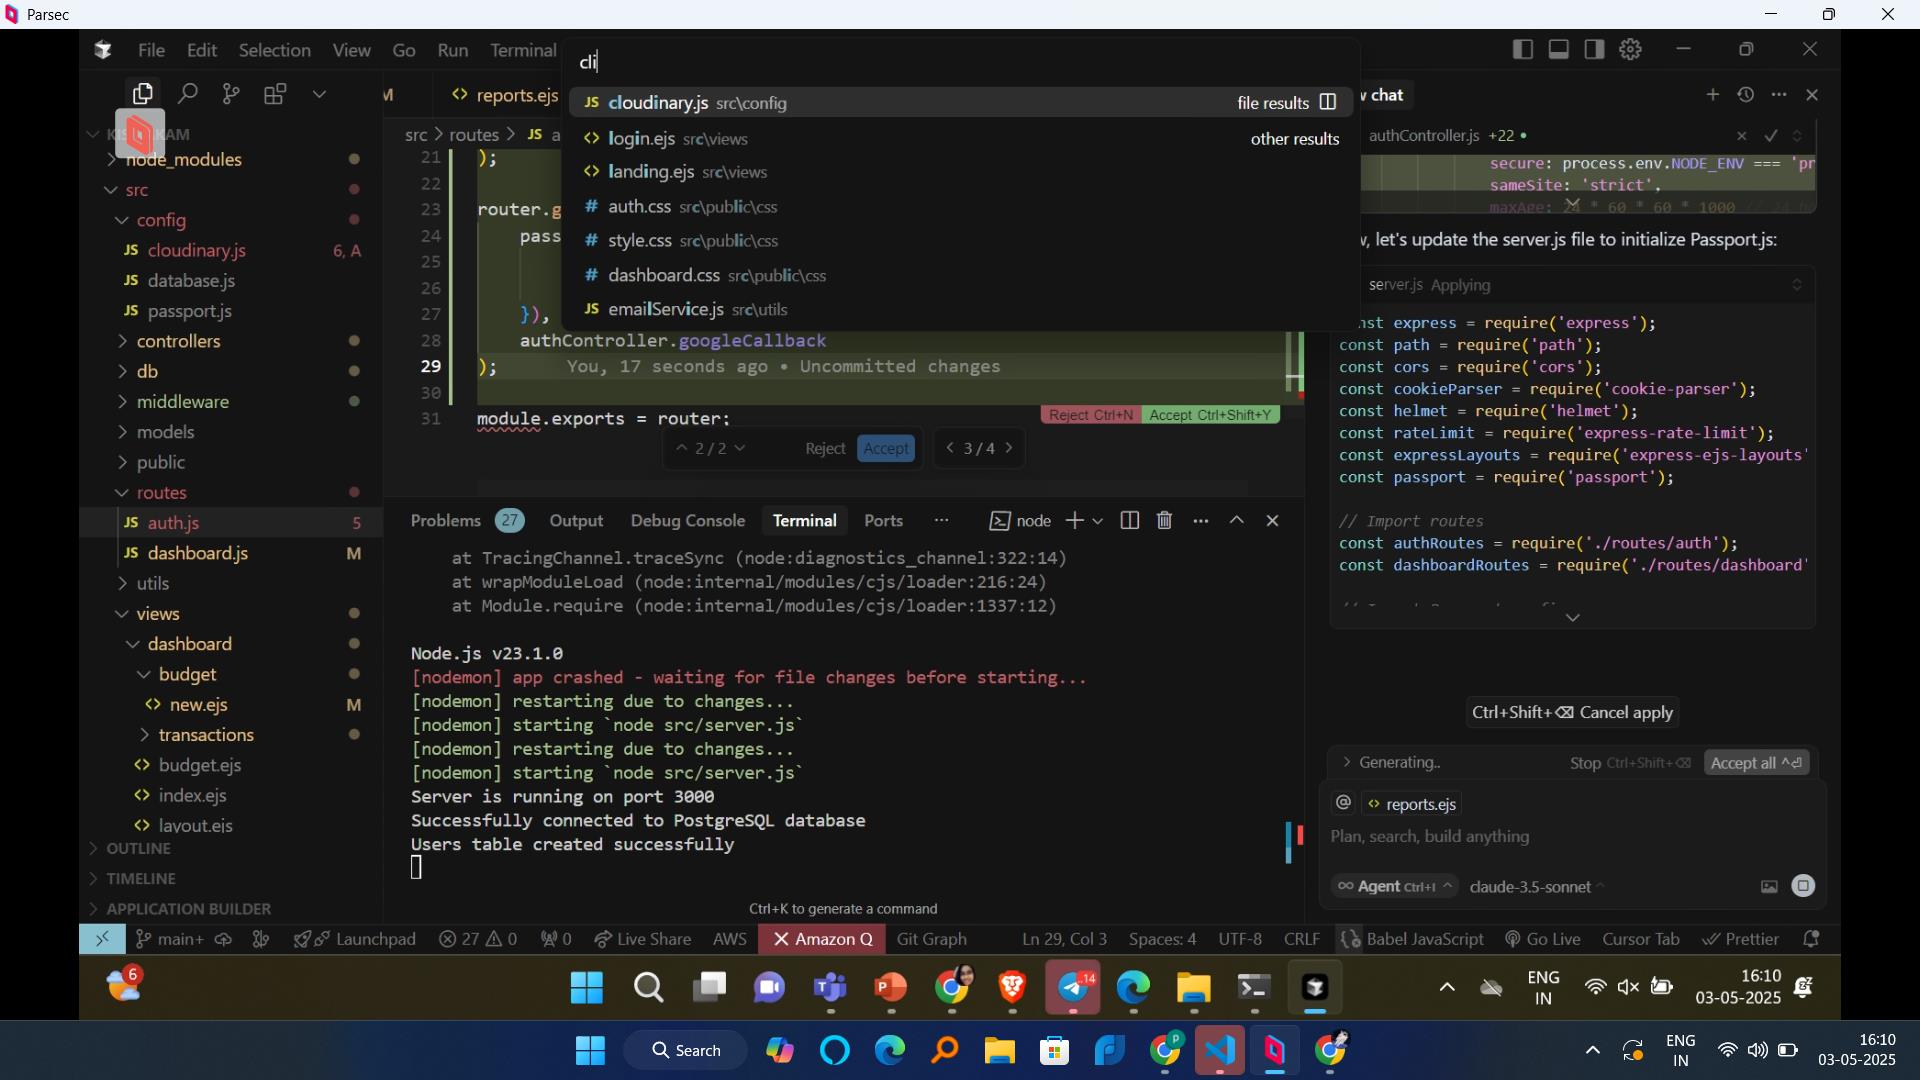 Parsec
File Edit Selection View Go Run Terminal
cli
JS cloudinary.js src\config file results
<> login.ejs src\views other results
<> landing.ejs src\views
# auth.css src\public\css
# style.css src\public\css
# dashboard.css src\public\css
JS emailService.js src\utils
M <> reports.ejs
src > routes > JS a
node_modules
src
config
JS cloudinary.js 6, A
JS database.js
JS passport.js
controllers
db
middleware
models
public
routes
JS auth.js 5
JS dashboard.js M
utils
views
dashboard
budget
<> new.ejs M
transactions
<> budget.ejs
<> index.ejs
<> layout.ejs
OUTLINE
TIMELINE
APPLICATION BUILDER
21 );
22
23 router.g
24 pass
25
26
27 }),
28 authController.googleCallback
29 ); You, 17 seconds ago • Uncommitted changes
30
31 module.exports = router;
Reject Ctrl+N Accept Ctrl+Shift+Y
2/2 Reject Accept 3/4
Problems 27 Output Debug Console Terminal Ports ··· node
at TracingChannel.traceSync (node:diagnostics_channel:322:14)
at wrapModuleLoad (node:internal/modules/cjs/loader:216:24)
at Module.require (node:internal/modules/cjs/loader:1337:12)
Node.js v23.1.0
[nodemon] app crashed - waiting for file changes before starting...
[nodemon] restarting due to changes...
[nodemon] starting `node src/server.js`
[nodemon] restarting due to changes...
[nodemon] starting `node src/server.js`
Server is running on port 3000
Successfully connected to PostgreSQL database
Users table created successfully
Ctrl+K to generate a command
chat
authController.js +22 •
secure: process.env.NODE_ENV === 'pr
sameSite: 'strict',
maxAge: 24 * 60 * 60 * 1000
, let's update the server.js file to initialize Passport.js:
server.js Applying
const express = require('express');
const path = require('path');
const cors = require('cors');
const cookieParser = require('cookie-parser');
const helmet = require('helmet');
const rateLimit = require('express-rate-limit');
const expressLayouts = require('express-ejs-layouts'
const passport = require('passport');
// Import routes
const authRoutes = require('./routes/auth');
const dashboardRoutes = require('./routes/dashboard'
Ctrl+Shift+⌫ Cancel apply
Generating.. Stop Ctrl+Shift+⌫ Accept all ^⏎
@ <> reports.ejs
Plan, search, build anything
∞ Agent Ctrl+I claude-3.5-sonnet
main+ Launchpad 27 0 0 Live Share AWS Amazon Q Git Graph Ln 29, Col 3 Spaces: 4 UTF-8 CRLF Babel JavaScript Go Live Cursor Tab Prettier
6
14
ENG
IN
16:10
03-05-2025
Search
ENG
IN
16:10
03-05-2025